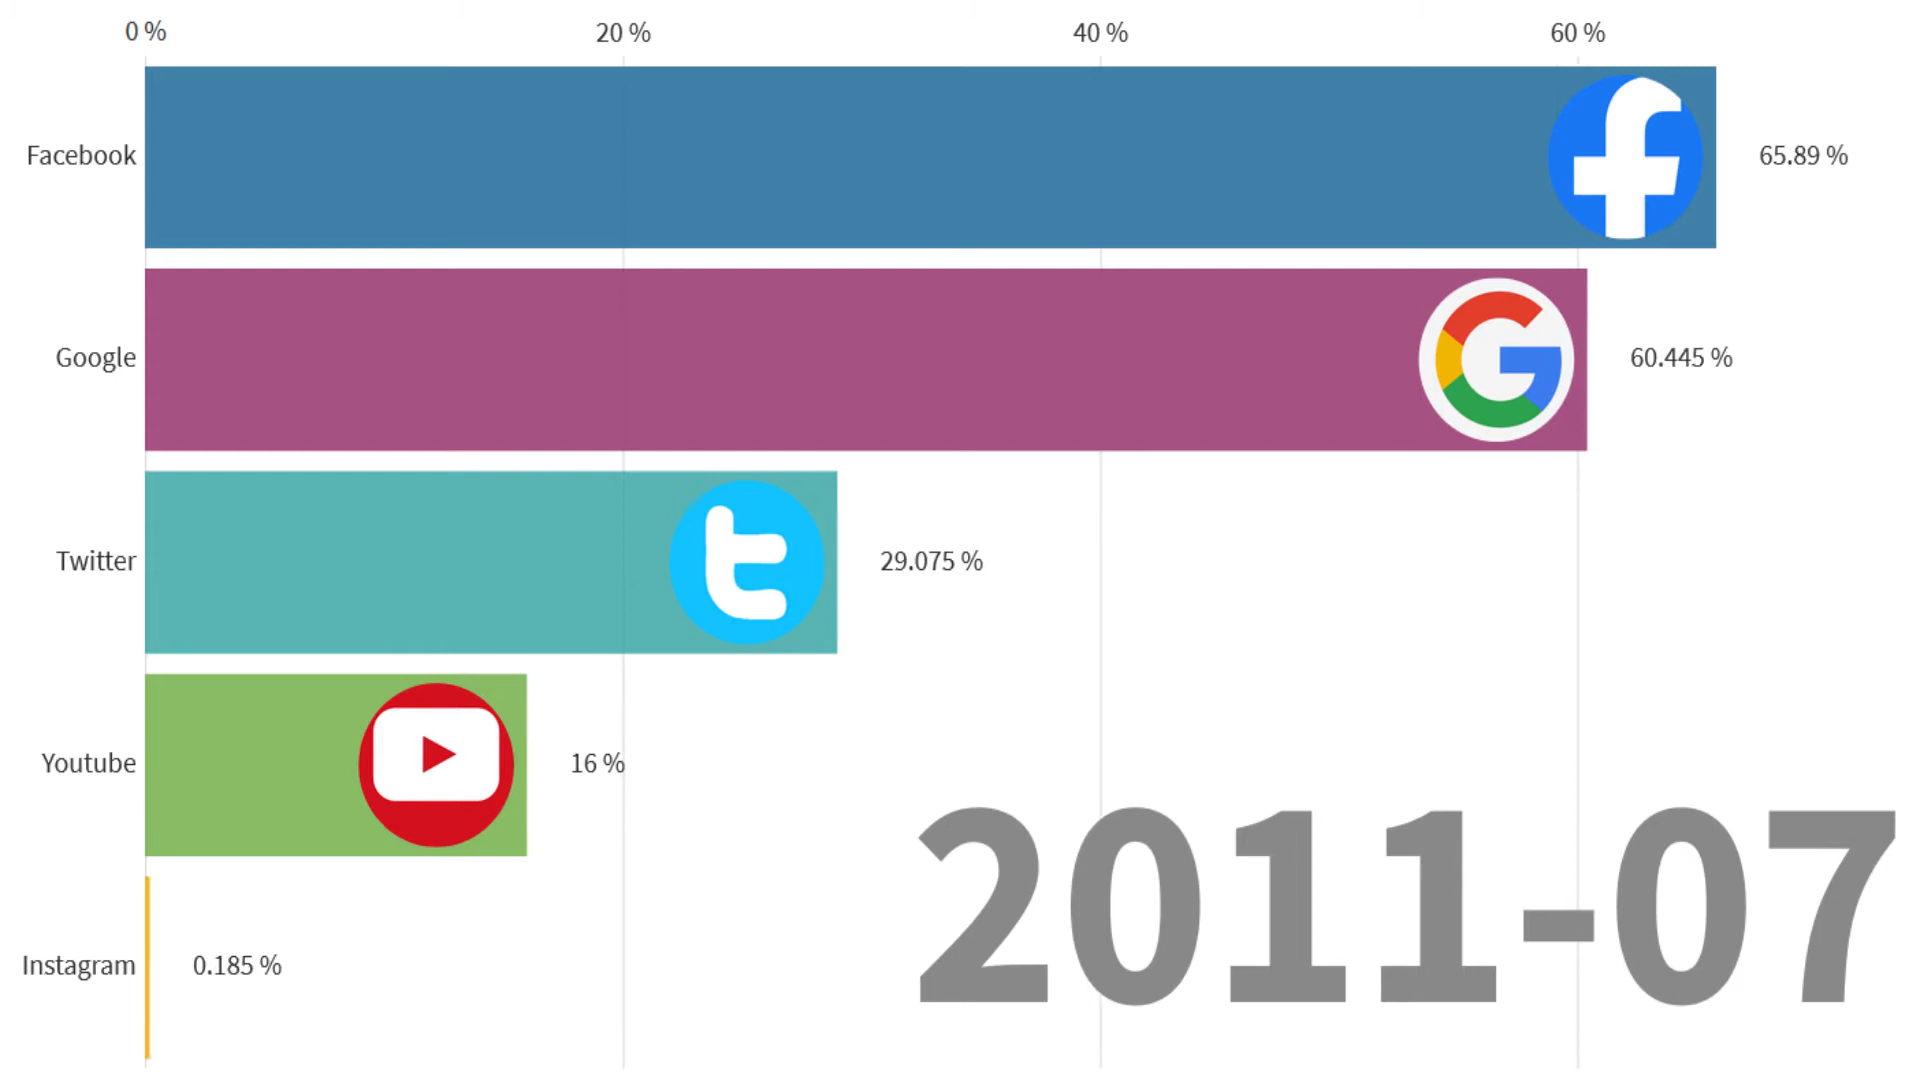 0 % 20 % 40 % 60 %
Facebook 65.89 %
Google 60.445 %
Twitter 29.075 %
Youtube 16 %
Instagram 0.185 %
2011-07